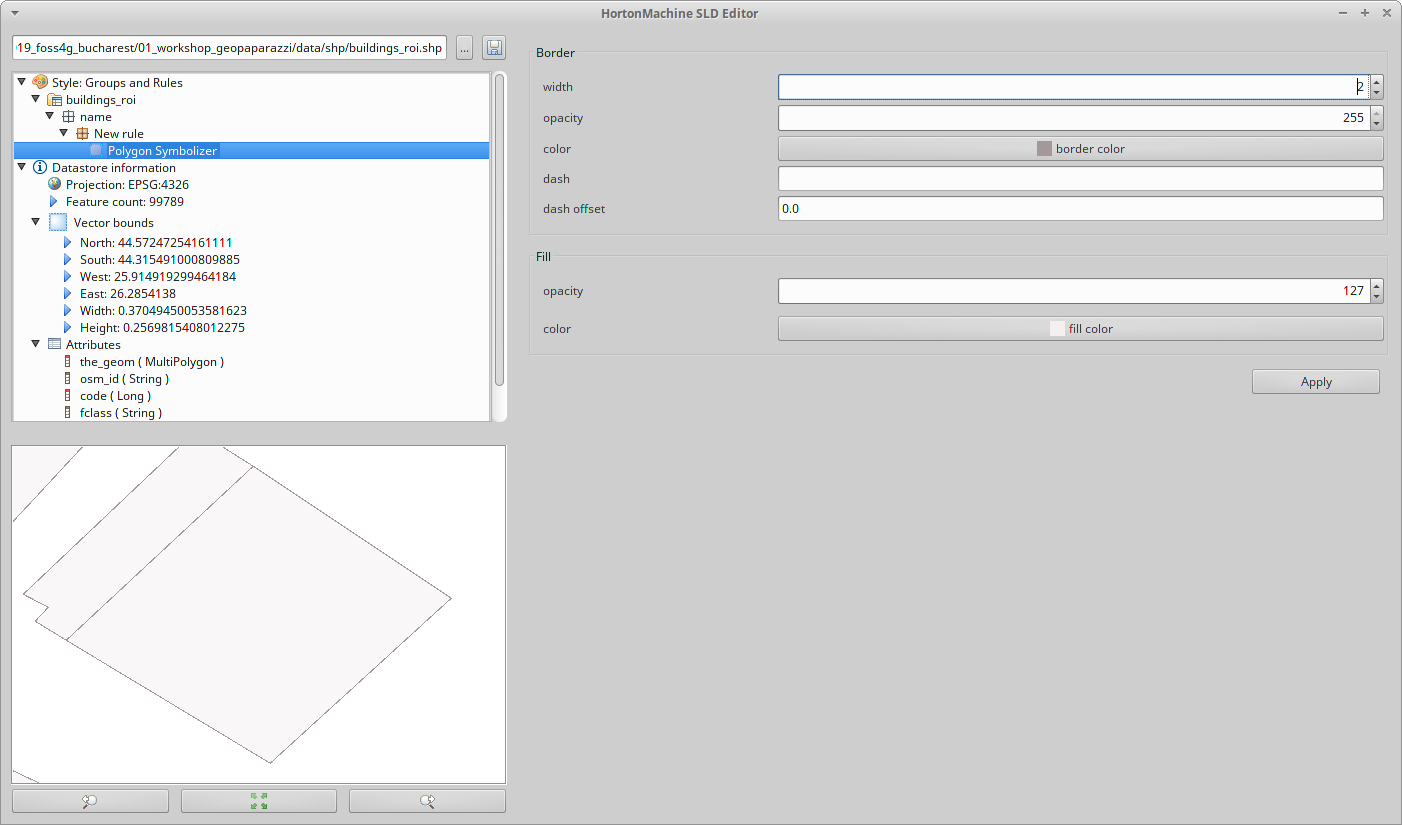 HortonMachine SLD Editor
19_foss4g_bucharest/01_workshop_geopaparazzi/data/shp/buildings_roi.shp
...
Style: Groups and Rules
buildings_roi
name
New rule
Polygon Symbolizer
Datastore information
Projection: EPSG:4326
Feature count: 99789
Vector bounds
North: 44.57247254161111
South: 44.315491000809885
West: 25.914919299464184
East: 26.2854138
Width: 0.37049450053581623
Height: 0.2569815408012275
Attributes
the_geom ( MultiPolygon )
osm_id ( String )
code ( Long )
fclass ( String )
Border
width 2
opacity 255
color border color
dash
dash offset 0.0
Fill
opacity 127
color fill color
Apply